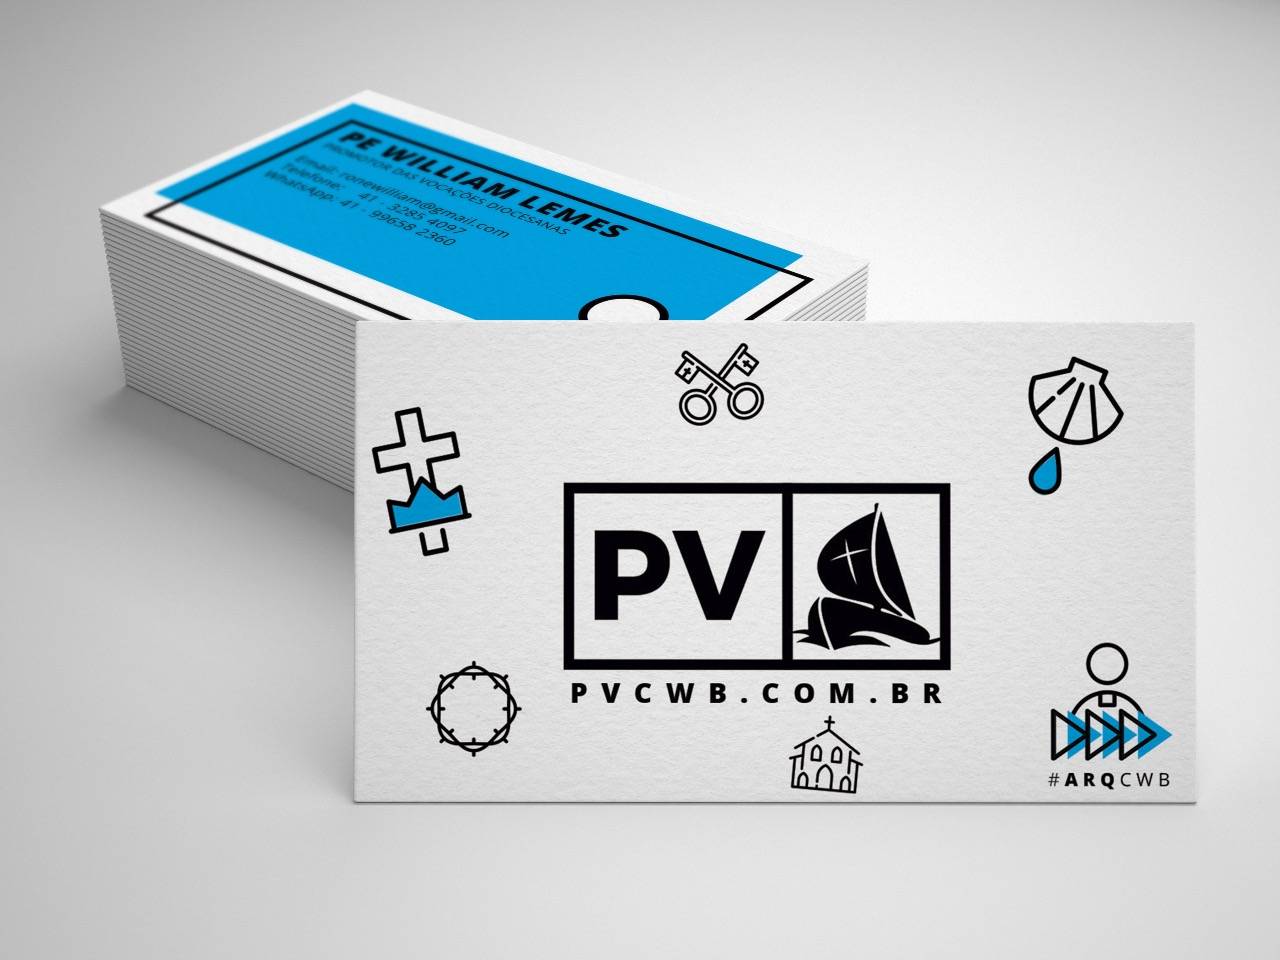 PE WILLIAM LEMES
PROMOTOR DAS VOCAÇÕES DIOCESANAS
Email: ronewilliam@gmail.com
Telefone: 41 - 3285 4097
WhatsApp: 41 - 99658 2360
PV
PVCWB.COM.BR
#ARQCWB